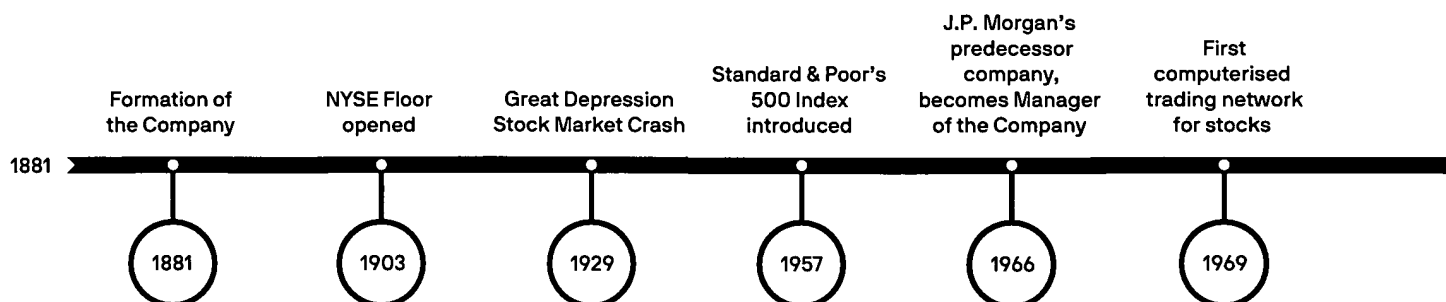 Formation of
the Company
NYSE Floor
opened
Great Depression
Stock Market Crash
Standard & Poor's
500 Index
introduced
J.P. Morgan's
predecessor
company,
becomes Manager
of the Company
First
computerised
trading network
for stocks
1881
1881
1903
1929
1957
1966
1969